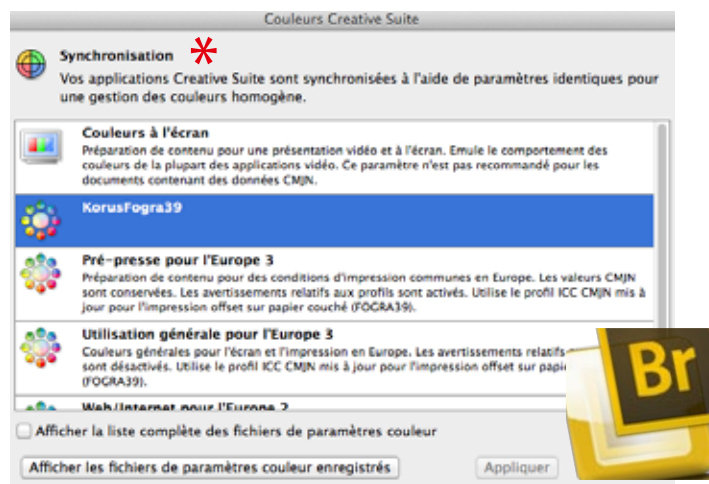 Couleurs Creative Suite
Synchronisation *
Vos applications Creative Suite sont synchronisées à l'aide de paramètres identiques pour
une gestion des couleurs homogène.
Couleurs à l'écran
Préparation de contenu pour une présentation vidéo et à l'écran. Emule le comportement des
couleurs de la plupart des applications vidéo. Ce paramètre n'est pas recommandé pour les
documents contenant des données CMJN.
KorusFogra39
Pré-presse pour l'Europe 3
Préparation de contenu pour des conditions d'impression communes en Europe. Les valeurs CMJN
sont conservées. Les avertissements relatifs aux profils sont activés. Utilise le profil ICC CMJN mis à
jour pour l'impression offset sur papier couché (FOGRA39).
Utilisation générale pour l'Europe 3
Couleurs générales pour l'écran et l'impression en Europe. Les avertissements relatifs
sont désactivés. Utilise le profil ICC CMJN mis à jour pour l'impression offset sur
(FOGRA39).
Web/Internet pour l'Europe 2
Afficher la liste complète des fichiers de paramètres couleur
Afficher les fichiers de paramètres couleur enregistrés
Appliquer
Br